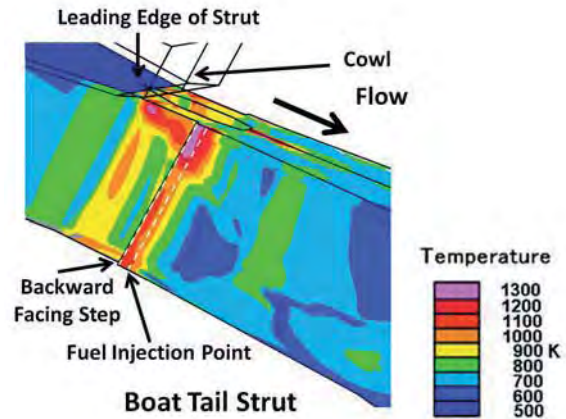 Leading Edge of Strut
Cowl
Flow
Backward
Facing Step
Fuel Injection Point
Boat Tail Strut
Temperature
1300
1200
1100
1000
900 K
800
700
600
500